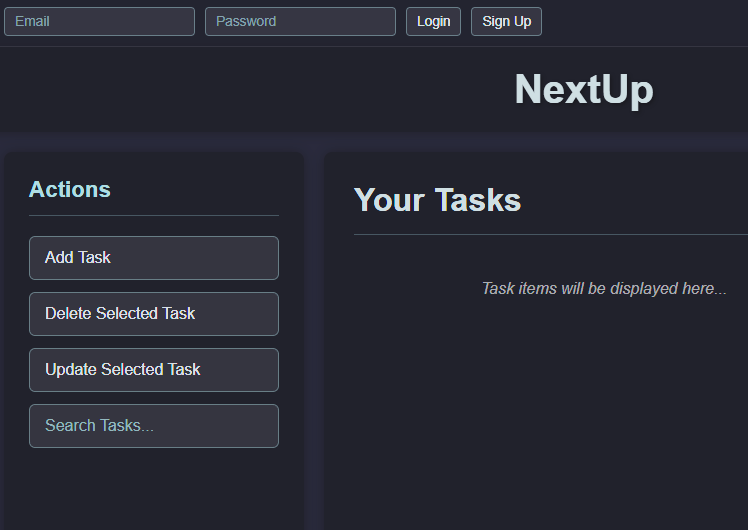 Email Password Login Sign Up
NextUp
Actions
Your Tasks
Add Task
Delete Selected Task
Update Selected Task
Search Tasks...
Task items will be displayed here...